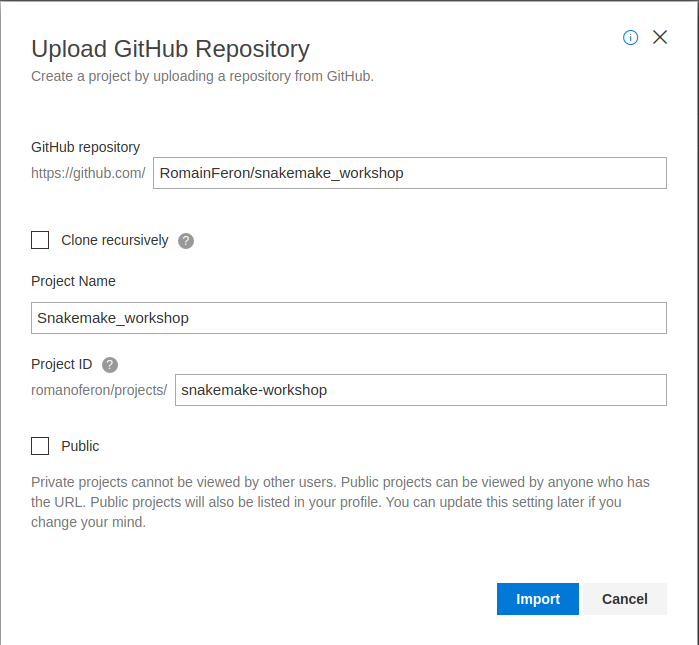 Upload GitHub Repository
Create a project by uploading a repository from GitHub.
GitHub repository
https://github.com/ RomainFeron/snakemake_workshop
Clone recursively ?
Project Name
Snakemake_workshop
Project ID ?
romanoferon/projects/ snakemake-workshop
Public
Private projects cannot be viewed by other users. Public projects can be viewed by anyone who has
the URL. Public projects will also be listed in your profile. You can update this setting later if you
change your mind.
Import Cancel